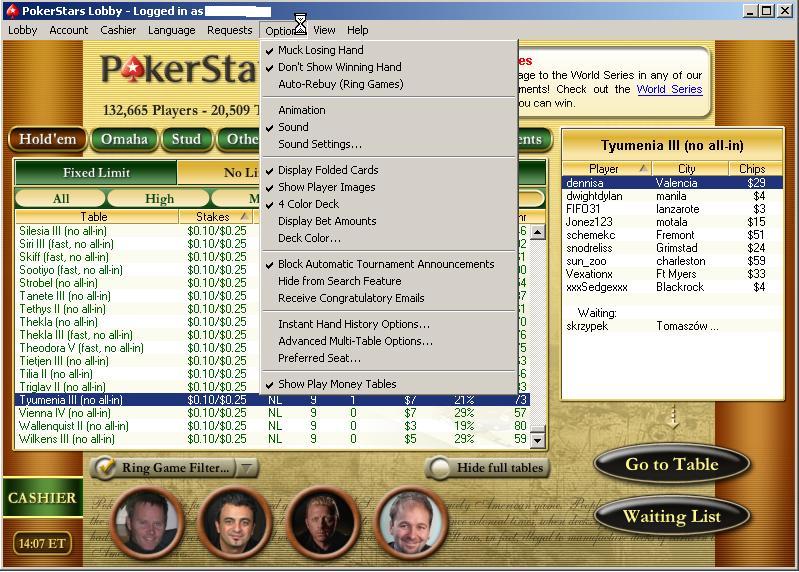 PokerStars Lobby - Logged in as
Lobby Account Cashier Language Requests Option View Help
PokerSta
132,665 Players - 20,509 T
es
age to the World Series in any of our
ments! Check out the World Series
ou can win.
Hold'em Omaha Stud Othe ents
Fixed Limit No Li
All High M
Table Stakes nr
Silesia III (no all-in) $0.10/$0.25
Siri III (fast, no all-in) $0.10/$0.25
Skiff (fast, no all-in) $0.10/$0.25
Sootiyo (fast, no all-in) $0.10/$0.25
Strobel (no all-in) $0.10/$0.25
Tanete III (no all-in) $0.10/$0.25
Tethys II (no all-in) $0.10/$0.25
Thekla (no all-in) $0.10/$0.25
Thekla III (fast, no all-in) $0.10/$0.25
Theodora V (fast, no all-in) $0.10/$0.25
Tietjen III (no all-in) $0.10/$0.25
Tilia II (no all-in) $0.10/$0.25
Triglav II (no all-in) $0.10/$0.25
Tyumenia III (no all-in) $0.10/$0.25 NL 9 1 $7 21% 73
Vienna IV (no all-in) $0.10/$0.25 NL 9 0 $7 29% 57
Wallenquist II (no all-in) $0.10/$0.25 NL 9 0 $3 19% 80
Wilkens III (no all-in) $0.10/$0.25 NL 9 0 $5 29% 59
Muck Losing Hand
Don't Show Winning Hand
Auto-Rebuy (Ring Games)
Animation
Sound
Sound Settings...
Display Folded Cards
Show Player Images
4 Color Deck
Display Bet Amounts
Deck Color...
Block Automatic Tournament Announcements
Hide from Search Feature
Receive Congratulatory Emails
Instant Hand History Options...
Advanced Multi-Table Options...
Preferred Seat...
Show Play Money Tables
Tyumenia III (no all-in)
Player City Chips
dennisa Valencia $29
dwightdylan manila $4
FIFO31 lanzarote $3
Jonez123 motala $15
schemekc Fremont $51
snodreliss Grimstad $24
sun_zoo charleston $59
Vexationx Ft Myers $33
xxxSedgexxx Blackrock $4
Waiting:
skrzypek Tomaszów ...
Ring Game Filter... Hide full tables
Go to Table
Waiting List
CASHIER
14:07 ET